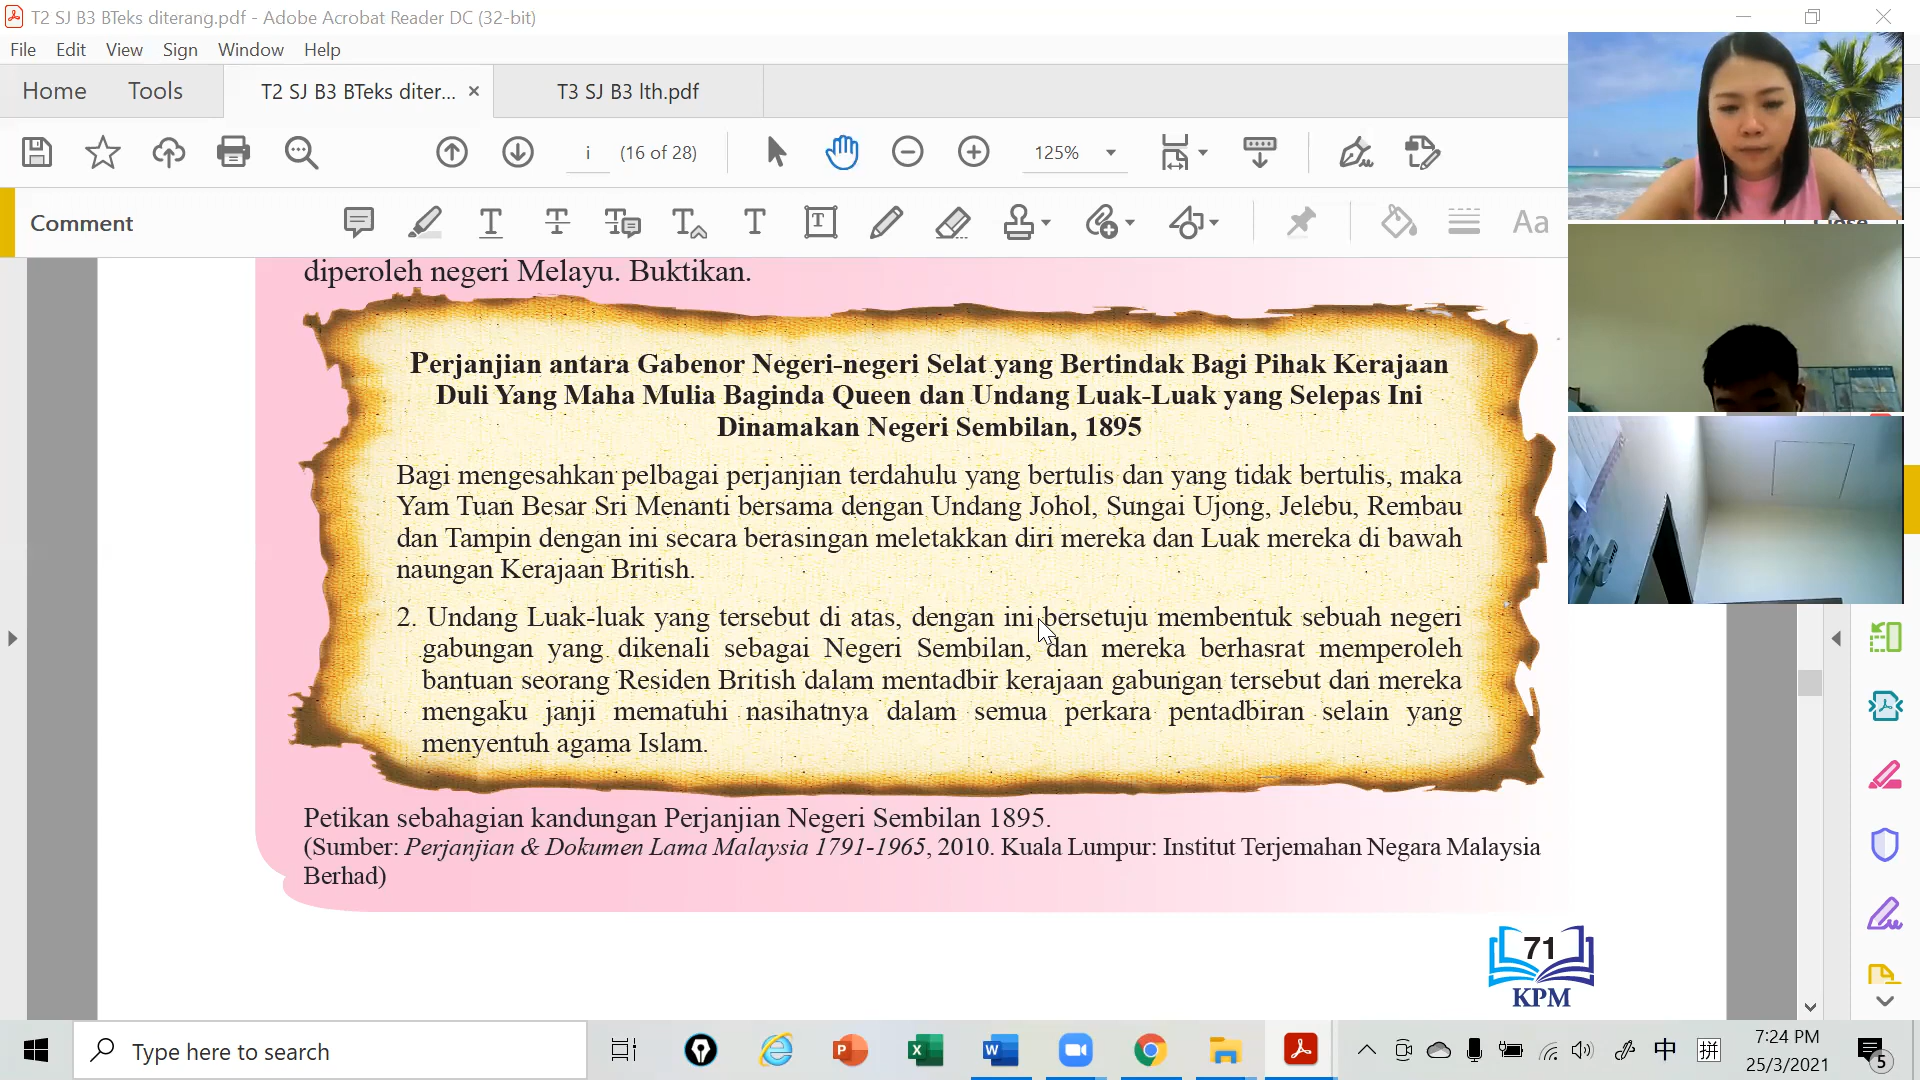 T2 SJ B3 BTeks diterang.pdf - Adobe Acrobat Reader DC (32-bit)
File Edit View Sign Window Help
Home Tools T2 SJ B3 BTeks diter... × T3 SJ B3 lth.pdf
i (16 of 28) 125%
Comment Aa
diperoleh negeri Melayu. Buktikan.
Perjanjian antara Gabenor Negeri-negeri Selat yang Bertindak Bagi Pihak Kerajaan
Duli Yang Maha Mulia Baginda Queen dan Undang Luak-Luak yang Selepas Ini
Dinamakan Negeri Sembilan, 1895
Bagi mengesahkan pelbagai perjanjian terdahulu yang bertulis dan yang tidak bertulis, maka
Yam Tuan Besar Sri Menanti bersama dengan Undang Johol, Sungai Ujong, Jelebu, Rembau
dan Tampin dengan ini secara berasingan meletakkan diri mereka dan Luak mereka di bawah
naungan Kerajaan British.
2. Undang Luak-luak yang tersebut di atas, dengan ini bersetuju membentuk sebuah negeri
gabungan yang dikenali sebagai Negeri Sembilan, dan mereka berhasrat memperoleh
bantuan seorang Residen British dalam mentadbir kerajaan gabungan tersebut dan mereka
mengaku janji mematuhi nasihatnya dalam semua perkara pentadbiran selain yang
menyentuh agama Islam.
Petikan sebahagian kandungan Perjanjian Negeri Sembilan 1895.
(Sumber: Perjanjian & Dokumen Lama Malaysia 1791-1965, 2010. Kuala Lumpur: Institut Terjemahan Negara Malaysia
Berhad)
71
KPM
Type here to search
中 拼
7:24 PM
25/3/2021
5